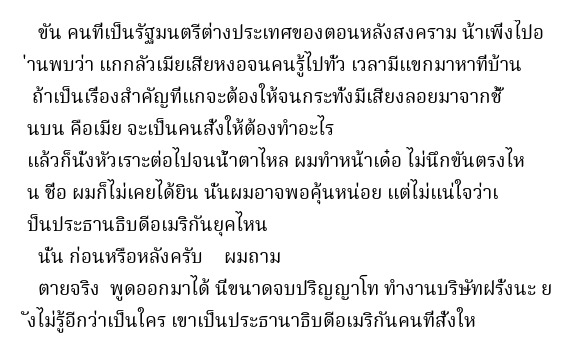 ขัน คนที่เป็นรัฐมนตรีต่างประเทศของตอนหลังสงคราม น้าเพิ่งไปอ
่านพบว่า แกกลัวเมียเสียหงอจนคนรู้ไปทั่ว เวลามีแขกมาหาที่บ้าน
ถ้าเป็นเรื่องสำคัญที่แกจะต้องให้จนกระทั่งมีเสียงลอยมาจากชั
้นบน คือเมีย จะเป็นคนสั่งให้ต้องทำอะไร
แล้วก็นั่งหัวเราะต่อไปจนน้ำตาไหล ผมทำหน้าเด๋อ ไม่นึกขันตรงไห
น ชื่อ ผมก็ไม่เคยได้ยิน นั้นผมอาจพอคุ้นหน่อย แต่ไม่แน่ใจว่าเ
ป็นประธานธิบดีอเมริกันยุคไหน
นั้น ก่อนหรือหลังครับ ผมถาม
ตายจริง พูดออกมาได้ นี่ขนาดจบปริญญาโท ทำงานบริษัทฝรั่งนะ ย
ังไม่รู้อีกว่าเป็นใคร เขาเป็นประธานาธิบดีอเมริกันคนที่สั่งให